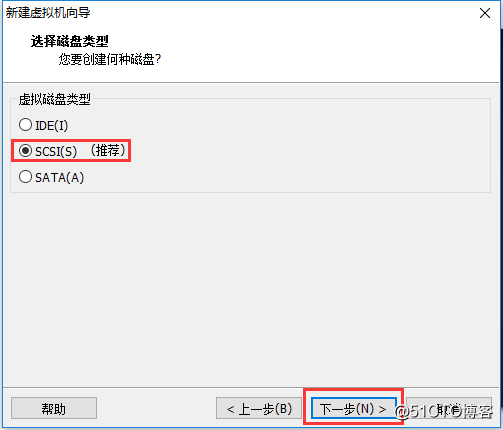 新建虚拟机向导
选择磁盘类型
您要创建何种磁盘?
虚拟磁盘类型
IDE(I)
SCSI(S) (推荐)
SATA(A)
帮助
< 上一步(B)
下一步(N) >
取消
@51CTO博客